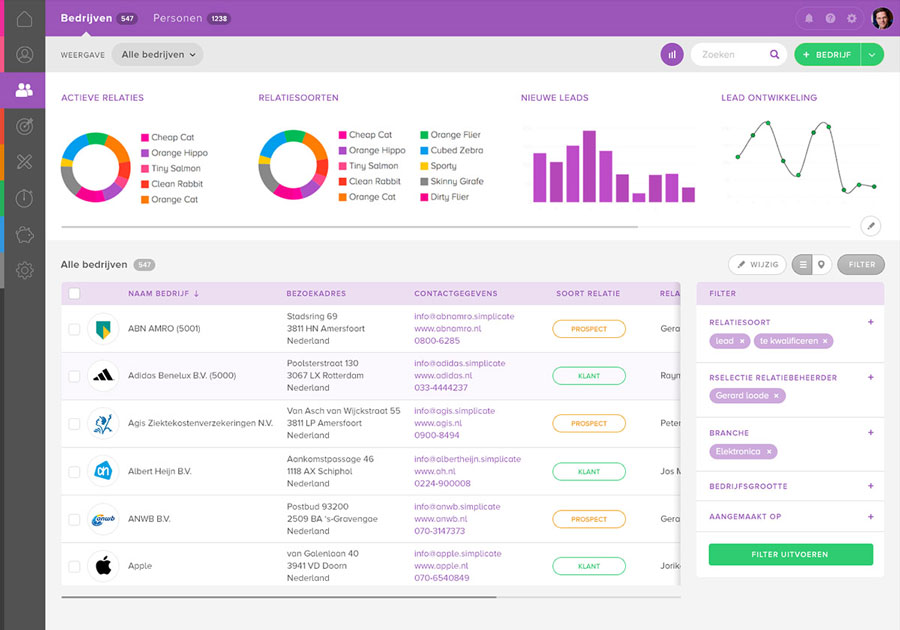 Bedrijven 547 Personen 1238
WEERGAVE Alle bedrijven
Zoeken
+ BEDRIJF
ACTIEVE RELATIES
Cheap Cat
Orange Hippo
Tiny Salmon
Clean Rabbit
Orange Cat
RELATIESOORTEN
Cheap Cat
Orange Hippo
Tiny Salmon
Clean Rabbit
Orange Cat
Orange Flier
Cubed Zebra
Sporty
Skinny Girafe
Dirty Flier
NIEUWE LEADS
LEAD ONTWIKKELING
Alle bedrijven 547
WIJZIG
FILTER
NAAM BEDRIJF ↓ BEZOEKADRES CONTACTGEGEVENS SOORT RELATIE RELA
ABN AMRO (5001)
Stadsring 69
3811 HN Amersfoort
Nederland
info@abnamro.simplicate
www.abnamro.nl
0800-6285
PROSPECT
Gera
Adidas Benelux B.V. (5000)
Poolsterstraat 130
3067 LX Rotterdam
Nederland
info@adidas.simplicate
www.adidas.nl
033-4444237
KLANT
Rayn
Agis Ziektekostenverzekeringen N.V.
Van Asch van Wijckstraat 55
3811 LP Amersfoort
Nederland
info@agis.simplicate
www.agis.nl
0900-8494
PROSPECT
Peter
Albert Heijn B.V.
Aankomstpassage 46
1118 AX Schiphol
Nederland
info@albertheijn.simplicate
www.ah.nl
0224-900008
KLANT
Jos M
anwb
ANWB B.V.
Postbud 93200
2509 BA 's-Gravengae
Nederland
info@anwb.simplicate
www.anwb.nl
070-3147373
PROSPECT
Gera
Apple
van Galenlaan 40
3941 VD Doorn
Nederland
info@apple.simplicate
www.apple.nl
070-6540849
KLANT
Jorik
FILTER
RELATIESOORT +
lead × te kwalificeren ×
RSELECTIE RELATIEBEHEERDER +
Gerard loode ×
BRANCHE +
Elektronica ×
BEDRIJFSGROOTTE +
AANGEMAAKT OP +
FILTER UITVOEREN